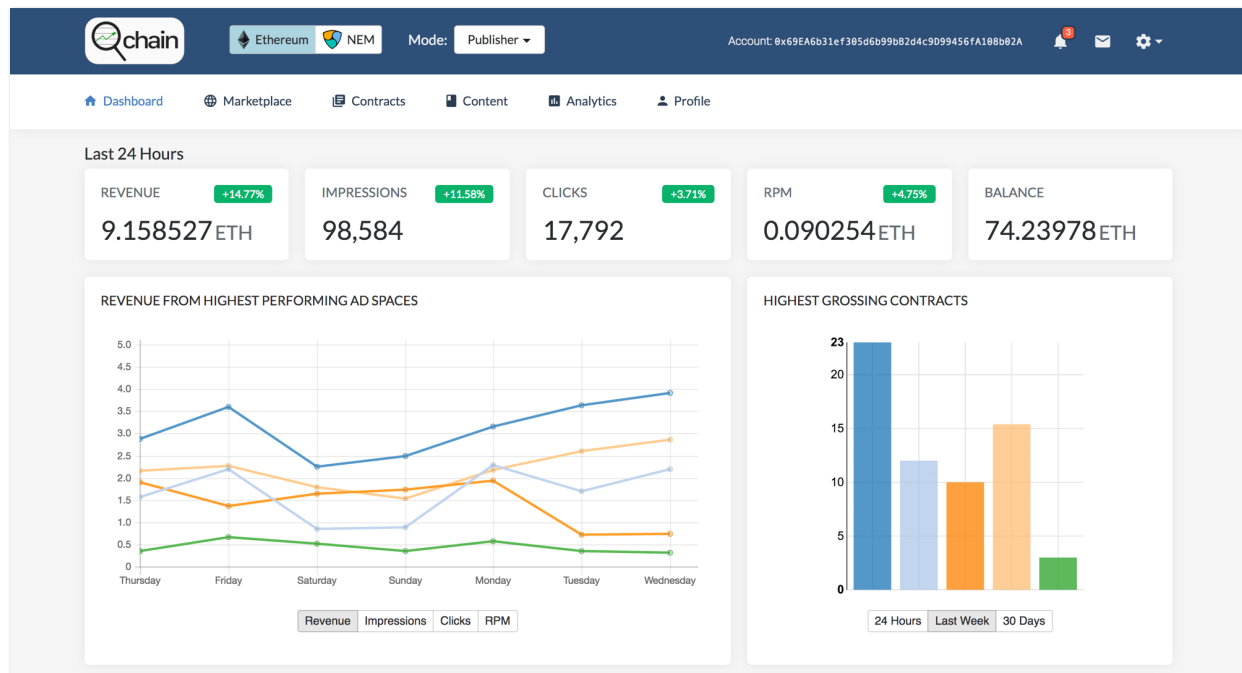 Qchain Ethereum NEM Mode: Publisher Account: 0x69EA6b31ef305d6b99bB2d4c9D99456fA108b02A 3
Dashboard Marketplace Contracts Content Analytics Profile
Last 24 Hours
REVENUE +14.77%
9.158527 ETH
IMPRESSIONS +11.58%
98,584
CLICKS +3.71%
17,792
RPM +4.75%
0.090254 ETH
BALANCE
74.23978 ETH
REVENUE FROM HIGHEST PERFORMING AD SPACES
5.0
4.5
4.0
3.5
3.0
2.5
2.0
1.5
1.0
0.5
0
Thursday Friday Saturday Sunday Monday Tuesday Wednesday
Revenue Impressions Clicks RPM
HIGHEST GROSSING CONTRACTS
23
20
15
10
5
0
24 Hours Last Week 30 Days